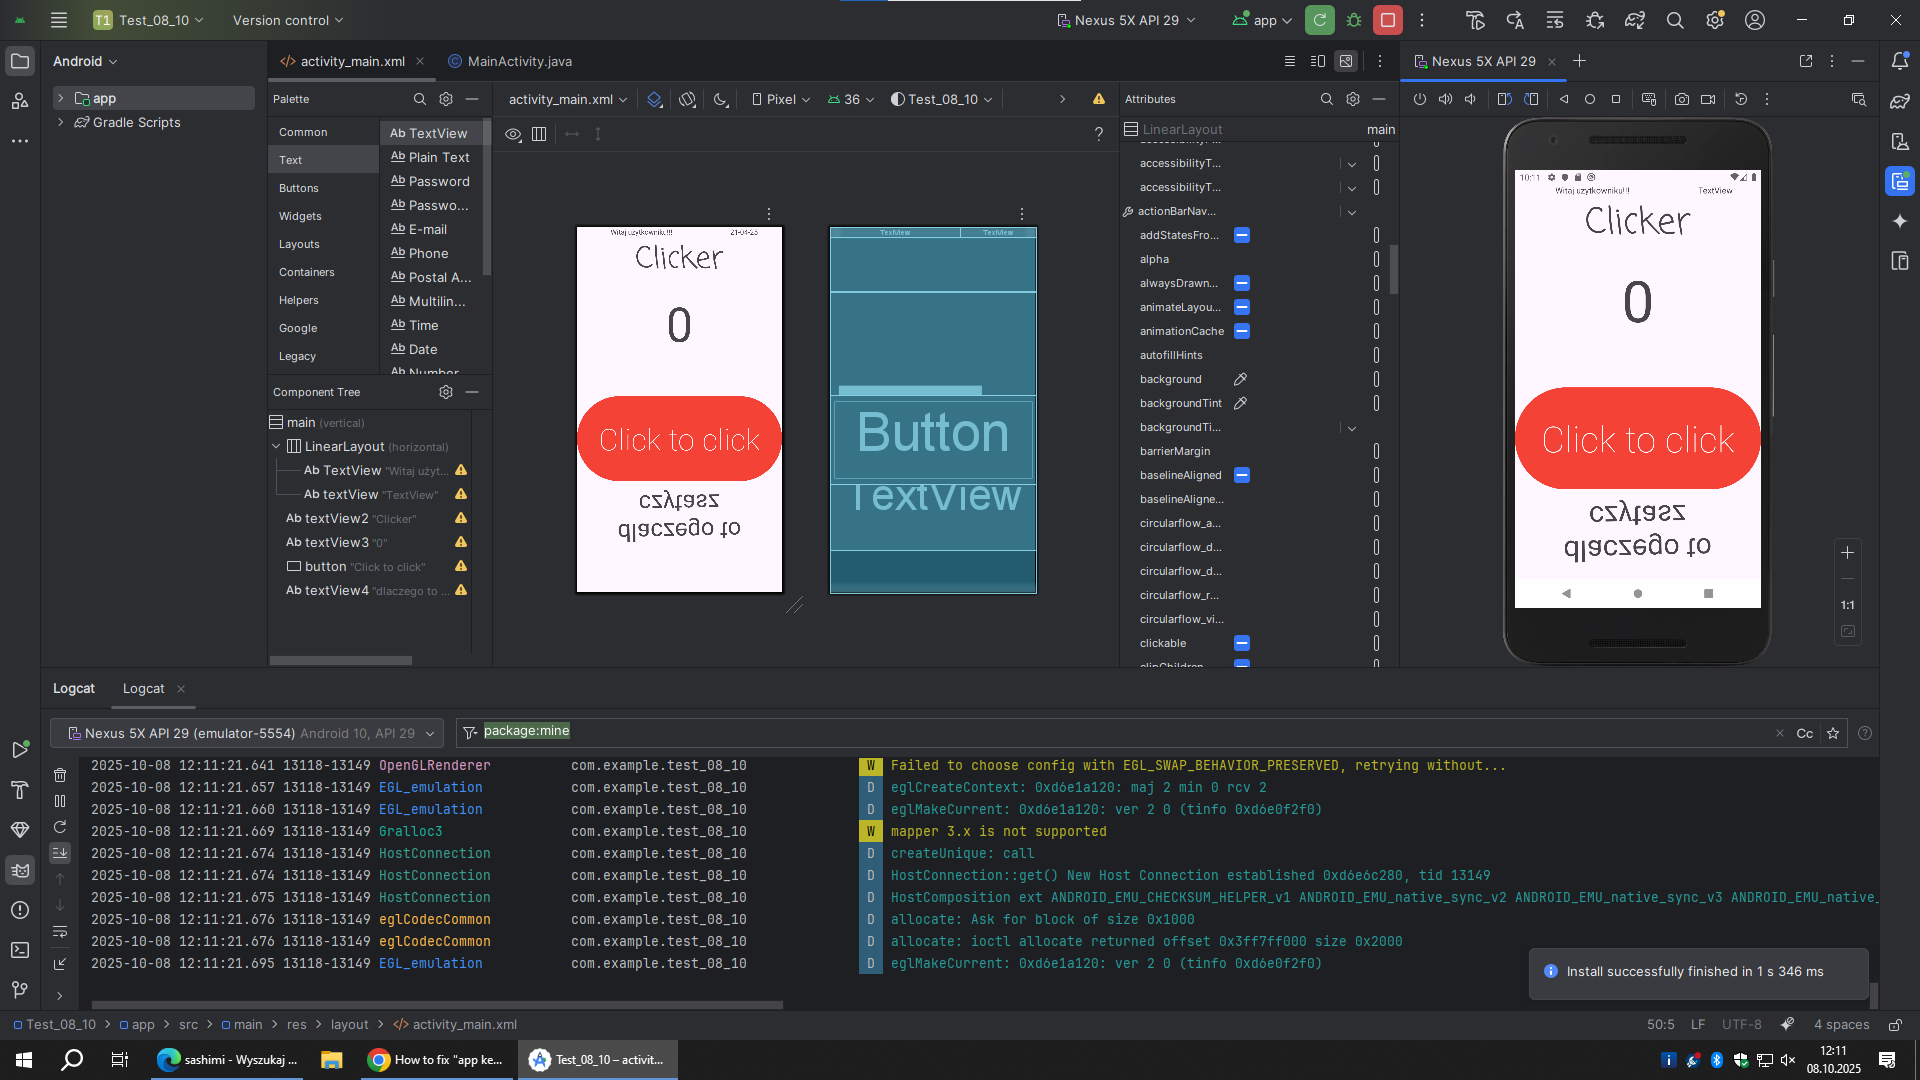 T1 Test_08_10 Version control Nexus 5X API 29 app
Android
activity_main.xml MainActivity.java Nexus 5X API 29
app
Gradle Scripts
Palette
Common
Text
Buttons
Widgets
Layouts
Containers
Helpers
Google
Legacy
Ab TextView
Ab Plain Text
Ab Password
Ab Passwo...
Ab E-mail
Ab Phone
Ab Postal A...
Ab Multilin...
Ab Time
Ab Date
Ab Number
activity_main.xml Pixel 36 Test_08_10
Component Tree
main (vertical)
LinearLayout (horizontal)
Ab TextView "Witaj użyt...
Ab textView "TextView"
Ab textView2 "Clicker"
Ab textView3 "0"
button "Click to click"
Ab textView4 "dlaczego to ...
Witaj użytkowniku!!!
Clicker
0
Click to click
dlaczego to
czytasz
TextView TextView
Button
TextView
Attributes
LinearLayout main
accessibilityT...
accessibilityT...
actionBarNav...
addStatesFro...
alpha
alwaysDrawn...
animateLayou...
animationCache
autofillHints
background
backgroundTint
backgroundTi...
barrierMargin
baselineAligned
baselineAligne...
circularflow_a...
circularflow_d...
circularflow_d...
circularflow_r...
circularflow_vi...
clickable
clipChildren
10:11
Witaj użytkowniku!!! TextView
Clicker
0
Click to click
dlaczego to
czytasz
1:1
Logcat Logcat
Nexus 5X API 29 (emulator-5554) Android 10, API 29 package:mine Cc
2025-10-08 12:11:21.641 13118-13149 OpenGLRenderer com.example.test_08_10 W Failed to choose config with EGL_SWAP_BEHAVIOR_PRESERVED, retrying without...
2025-10-08 12:11:21.657 13118-13149 EGL_emulation com.example.test_08_10 D eglCreateContext: 0xd6e1a120: maj 2 min 0 rcv 2
2025-10-08 12:11:21.660 13118-13149 EGL_emulation com.example.test_08_10 D eglMakeCurrent: 0xd6e1a120: ver 2 0 (tinfo 0xd6e0f2f0)
2025-10-08 12:11:21.669 13118-13149 Gralloc3 com.example.test_08_10 W mapper 3.x is not supported
2025-10-08 12:11:21.674 13118-13149 HostConnection com.example.test_08_10 D createUnique: call
2025-10-08 12:11:21.674 13118-13149 HostConnection com.example.test_08_10 D HostConnection::get() New Host Connection established 0xd6e6c280, tid 13149
2025-10-08 12:11:21.675 13118-13149 HostConnection com.example.test_08_10 D HostComposition ext ANDROID_EMU_CHECKSUM_HELPER_v1 ANDROID_EMU_native_sync_v2 ANDROID_EMU_native_sync_v3 ANDROID_EMU_native_
2025-10-08 12:11:21.676 13118-13149 eglCodecCommon com.example.test_08_10 D allocate: Ask for block of size 0x1000
2025-10-08 12:11:21.676 13118-13149 eglCodecCommon com.example.test_08_10 D allocate: ioctl allocate returned offset 0x3ff7ff000 size 0x2000
2025-10-08 12:11:21.695 13118-13149 EGL_emulation com.example.test_08_10 D eglMakeCurrent: 0xd6e1a120: ver 2 0 (tinfo 0xd6e0f2f0)
Install successfully finished in 1 s 346 ms
Test_08_10 > app > src > main > res > layout > activity_main.xml 50:5 LF UTF-8 4 spaces
sashimi - Wyszukaj ... How to fix "app ke... Test_08_10 – activit...
12:11
08.10.2025